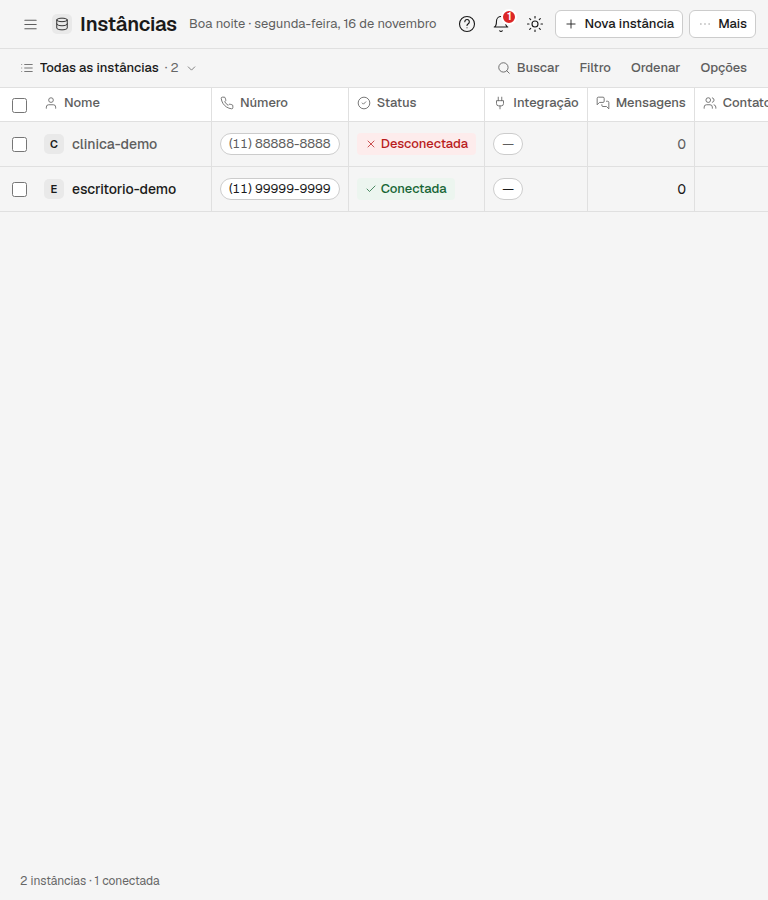 Instâncias Boa noite · segunda-feira, 16 de novembro 1 Nova instância Mais
Todas as instâncias · 2 Buscar Filtro Ordenar Opções
Nome Número Status Integração Mensagens Contato
C clinica-demo (11) 88888-8888 Desconectada — 0
E escritorio-demo (11) 99999-9999 Conectada — 0
2 instâncias · 1 conectada